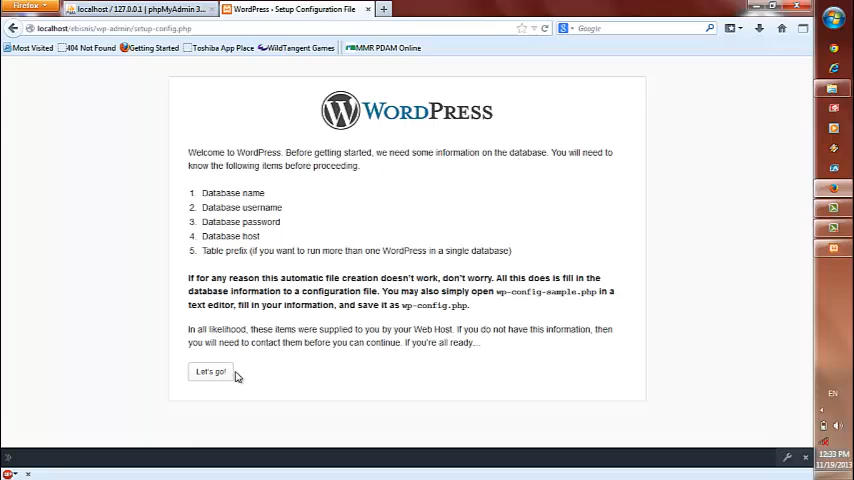 Firefox
localhost / 127.0.0.1 | phpMyAdmin 3....
WordPress › Setup Configuration File
localhost/ebisnis/wp-admin/setup-config.php
Google
Most Visited
404 Not Found
Getting Started
Toshiba App Place
WildTangent Games
MMR PDAM Online
WORDPRESS
Welcome to WordPress. Before getting started, we need some information on the database. You will need to
know the following items before proceeding.
1. Database name
2. Database username
3. Database password
4. Database host
5. Table prefix (if you want to run more than one WordPress in a single database)
If for any reason this automatic file creation doesn't work, don't worry. All this does is fill in the
database information to a configuration file. You may also simply open wp-config-sample.php in a
text editor, fill in your information, and save it as wp-config.php.
In all likelihood, these items were supplied to you by your Web Host. If you do not have this information, then
you will need to contact them before you can continue. If you're all ready...
Let's go!
EN
12:33 PM
11/19/2013